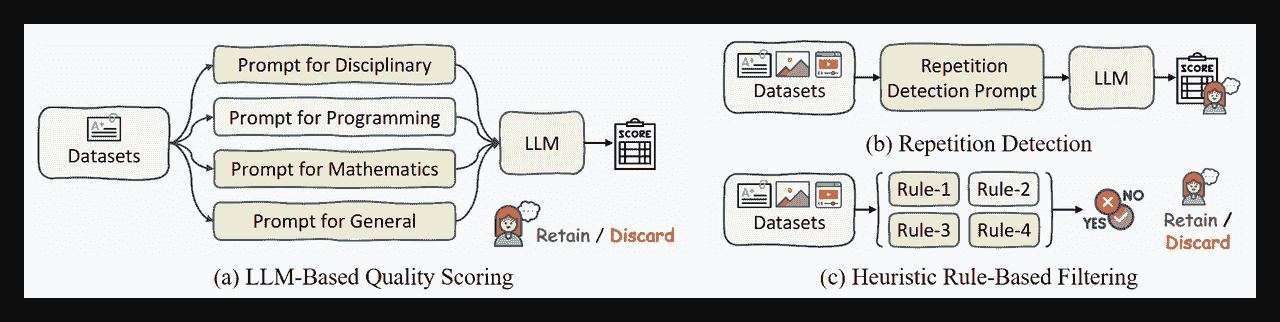 Datasets
Prompt for Disciplinary
Prompt for Programming
Prompt for Mathematics
Prompt for General
LLM
SCORE
Retain / Discard
(a) LLM-Based Quality Scoring
Datasets
Repetition
Detection Prompt
LLM
SCORE
(b) Repetition Detection
Datasets
Rule-1
Rule-2
Rule-3
Rule-4
NO
YES
Retain /
Discard
(c) Heuristic Rule-Based Filtering